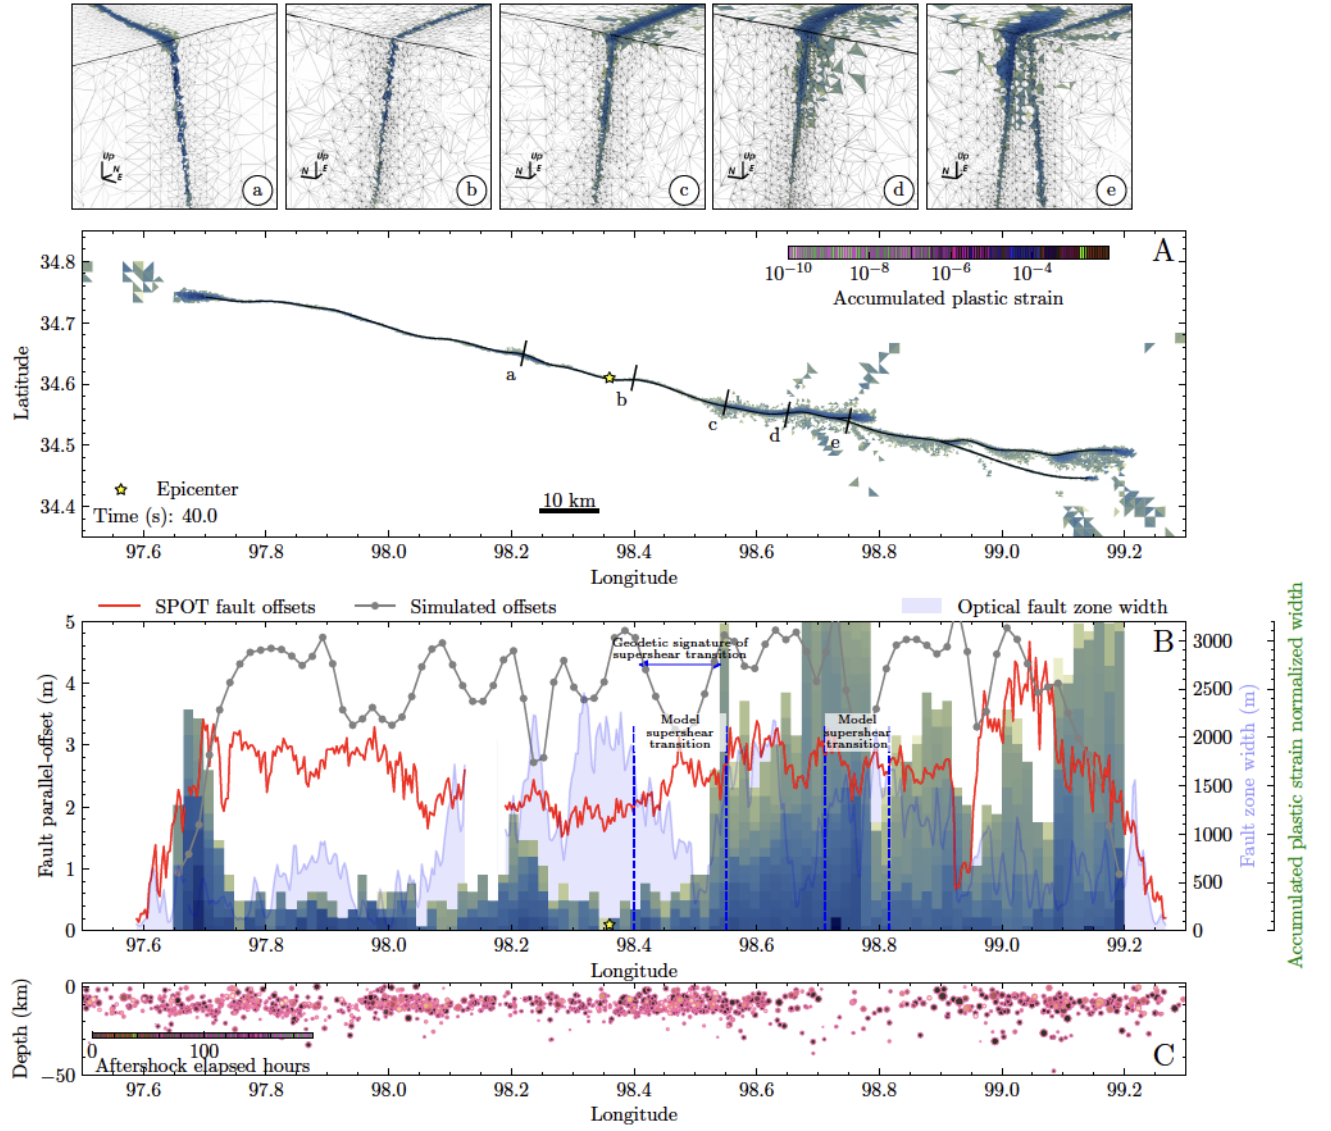 Up
N
E
a
Up
N
E
b
Up
N
E
c
Up
N
E
d
Up
N
E
e
A
10⁻¹⁰ 10⁻⁸ 10⁻⁶ 10⁻⁴
Accumulated plastic strain
34.8
34.7
34.6
34.5
34.4
Latitude
a
b
c
d
e
Epicenter
Time (s): 40.0
10 km
97.6 97.8 98.0 98.2 98.4 98.6 98.8 99.0 99.2
Longitude
SPOT fault offsets Simulated offsets Optical fault zone width
B
5
4
3
2
1
0
Fault parallel-offset (m)
Geodetic signature of
supershear transition
Model
supershear
transition
Model
supershear
transition
3000
2500
2000
1500
1000
500
0
Fault zone width (m)
Accumulated plastic strain normalized width
97.6 97.8 98.0 98.2 98.4 98.6 98.8 99.0 99.2
Longitude
0
−50
Depth (km)
0 100
Aftershock elapsed hours
C
97.6 97.8 98.0 98.2 98.4 98.6 98.8 99.0 99.2
Longitude